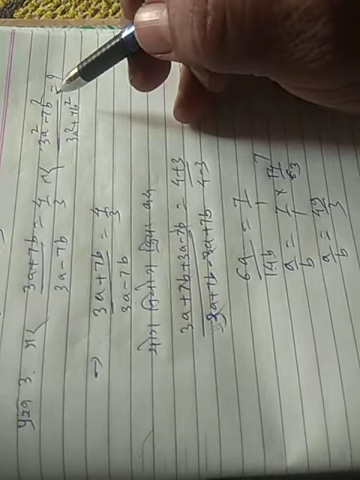 प्रश्न 3. यदि (3a+7b)/(3a-7b) = 4/3 तो (3a²-7b²)/(3a²+7b²) = ?
→ (3a+7b)/(3a-7b) = 4/3
योग वियोग क्रिया
(3a+7b+3a-7b)/(3a+7b-3a+7b) = (4+3)/(4-3)
6a/14b = 7/1
a/b = 7/1 × 14 7/6 3
a/b = 49/3